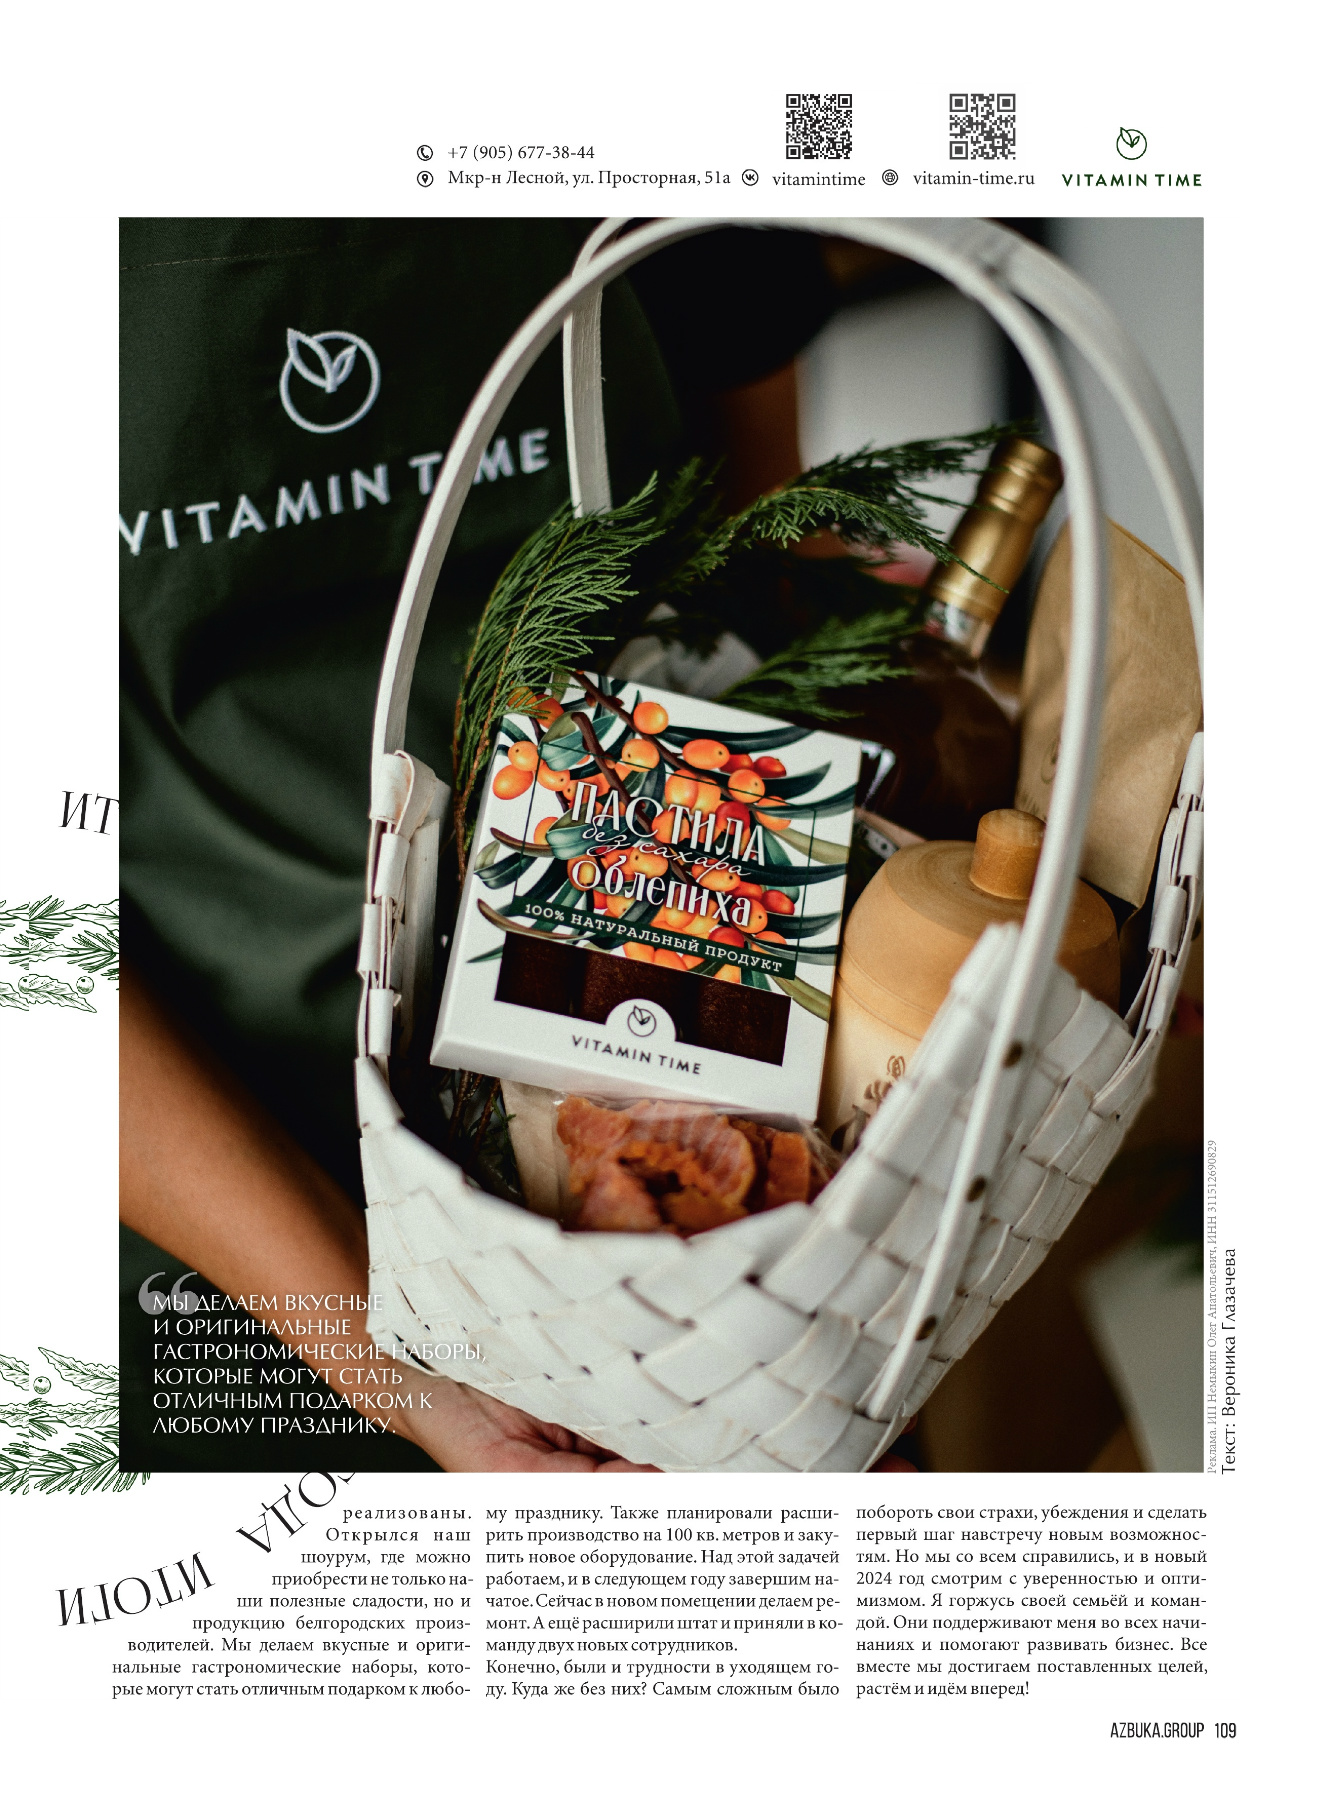 +7 (905) 677-38-44
Мкр-н Лесной, ул. Просторная, 51а
vitamintime
vitamin-time.ru
VITAMIN TIME
VITAMIN TIME
ПАСТИЛА
без сахара
Облепиха
100% НАТУРАЛЬНЫЙ ПРОДУКТ
VITAMIN TIME
ИТ
МЫ ДЕЛАЕМ ВКУСНЫЕ
И ОРИГИНАЛЬНЫЕ
ГАСТРОНОМИЧЕСКИЕ НАБОРЫ,
КОТОРЫЕ МОГУТ СТАТЬ
ОТЛИЧНЫМ ПОДАРКОМ К
ЛЮБОМУ ПРАЗДНИКУ.
Реклама. ИП Немыкин Олег Анатольевич, ИНН 311512690829
Текст: Вероника Глазачева
ИТОГИ
ГОДА
реализованы.
Открылся наш
шоурум, где можно
приобрести не только на-
ши полезные сладости, но и
продукцию белгородских произ-
водителей. Мы делаем вкусные и ориги-
нальные гастрономические наборы, кото-
рые могут стать отличным подарком к любо-
му празднику. Также планировали расши-
рить производство на 100 кв. метров и заку-
пить новое оборудование. Над этой задачей
работаем, и в следующем году завершим на-
чатое. Сейчас в новом помещении делаем ре-
монт. А ещё расширили штат и приняли в ко-
манду двух новых сотрудников.
Конечно, были и трудности в уходящем го-
ду. Куда же без них? Самым сложным было
побороть свои страхи, убеждения и сделать
первый шаг навстречу новым возможнос-
тям. Но мы со всем справились, и в новый
2024 год смотрим с уверенностью и опти-
мизмом. Я горжусь своей семьёй и коман-
дой. Они поддерживают меня во всех начи-
наниях и помогают развивать бизнес. Все
вместе мы достигаем поставленных целей,
растём и идём вперед!
AZBUKA.GROUP 109